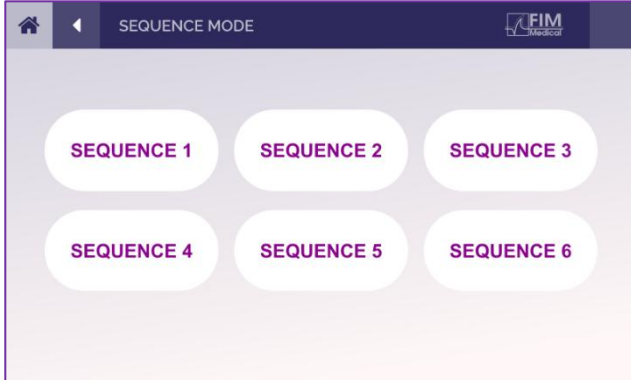 SEQUENCE MODE
FIM
Medical
SEQUENCE 1
SEQUENCE 2
SEQUENCE 3
SEQUENCE 4
SEQUENCE 5
SEQUENCE 6